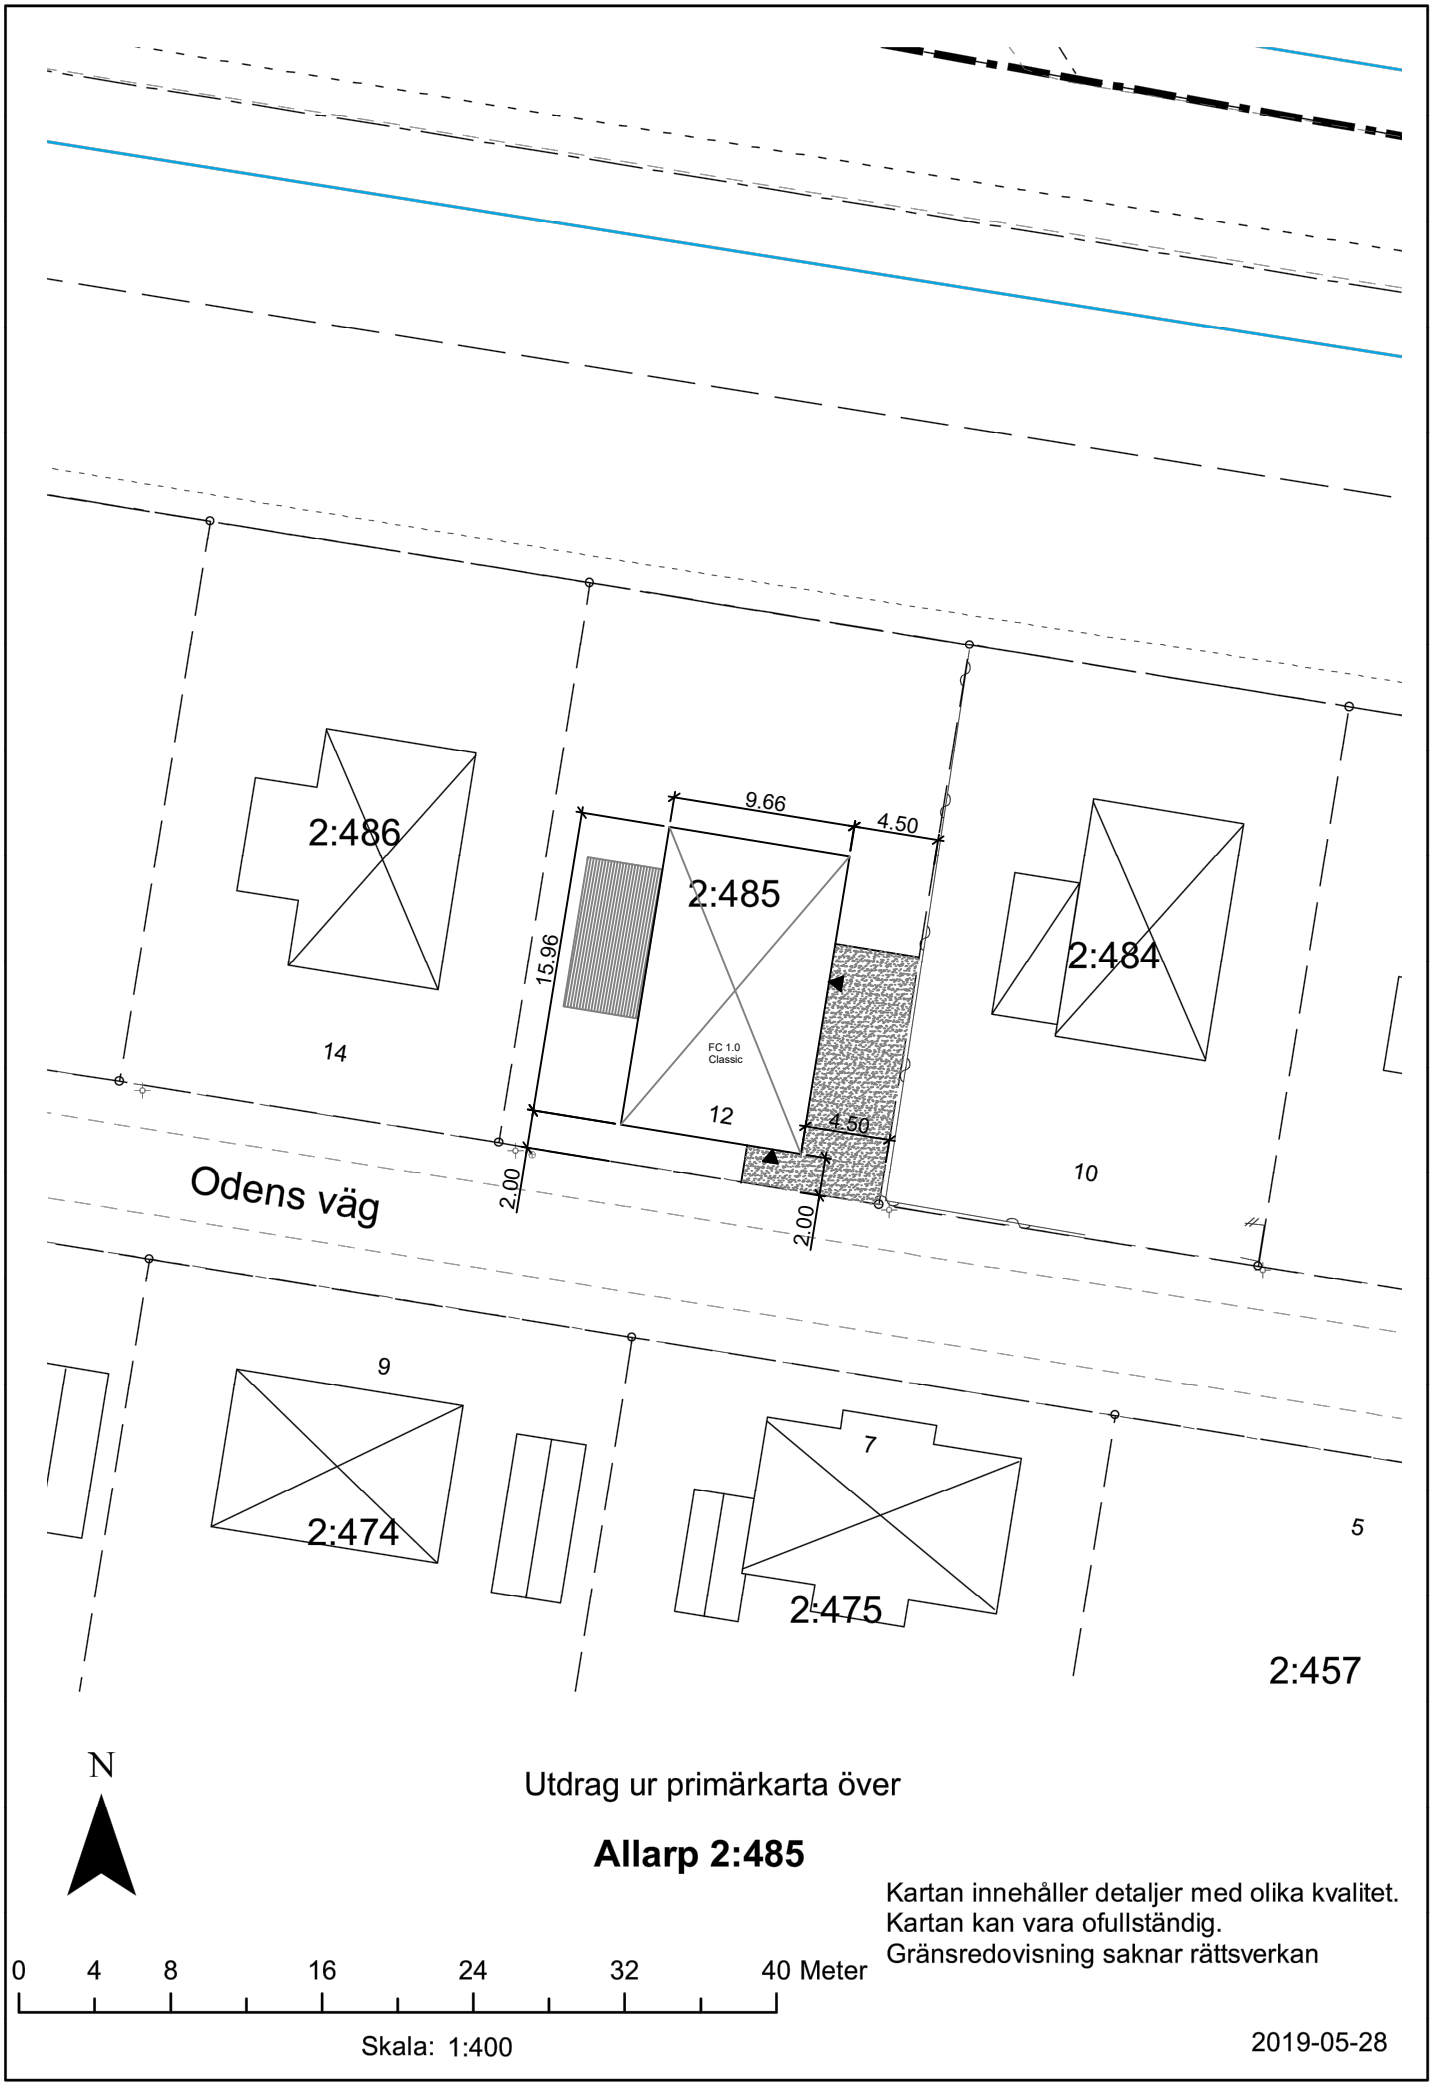 9.66
4.50
2:486
2:485
15.96
2:484
FC 1.0
Classic
14
12
4.50
10
Odens väg
2.00
2.00
9
7
2:474
5
2:475
2:457
N
Utdrag ur primärkarta över
Allarp 2:485
Kartan innehåller detaljer med olika kvalitet.
Kartan kan vara ofullständig.
Gränsredovisning saknar rättsverkan
0 4 8 16 24 32 40 Meter
Skala: 1:400
2019-05-28